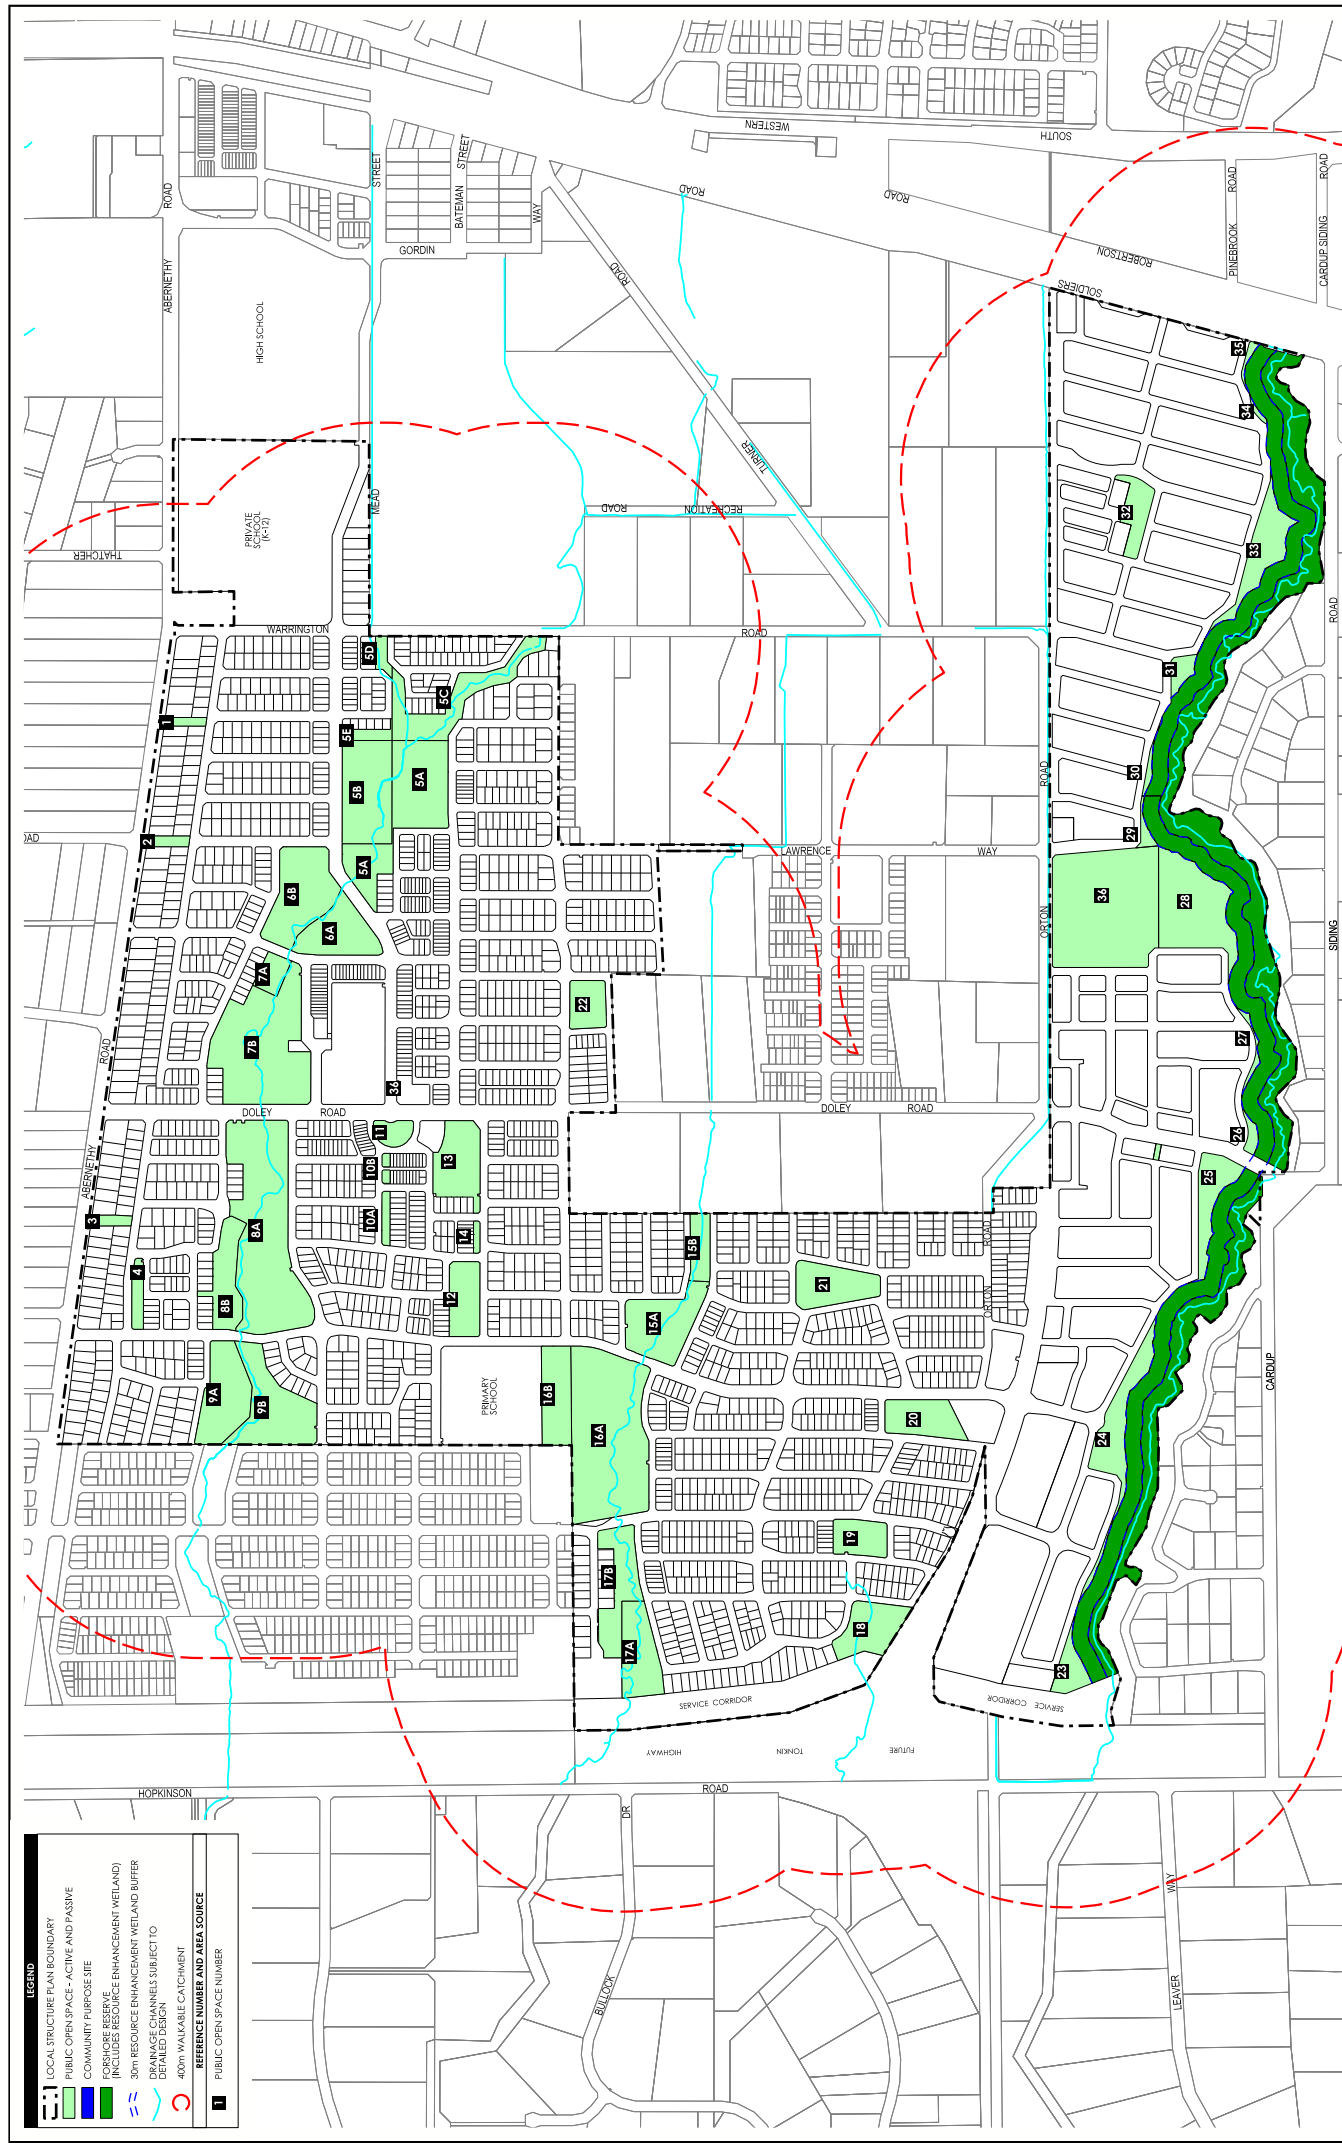 LEGEND
LOCAL STRUCTURE PLAN BOUNDARY
PUBLIC OPEN SPACE - ACTIVE AND PASSIVE
COMMUNITY PURPOSE SITE
FORSHORE RESERVE
(INCLUDES RESOURCE ENHANCEMENT WETLAND)
30m RESOURCE ENHANCEMENT WETLAND BUFFER
DRAINAGE CHANNELS SUBJECT TO
DETAILED DESIGN
400m WALKABLE CATCHMENT
REFERENCE NUMBER AND AREA SOURCE
1
PUBLIC OPEN SPACE NUMBER
HOPKINSON
ROAD
BULLOCK
DR
LEAVER
WAY
FUTURE
TONKIN
HIGHWAY
SERVICE CORRIDOR
SERVICE CORRIDOR
ABERNETHY
ROAD
ABERNETHY
ROAD
THATCHER
OAD
DOLEY
ROAD
DOLEY
ROAD
WARRINGTON
ROAD
MEAD
STREET
BATEMAN
STREET
GORDIN
WAY
HIGH SCHOOL
PRIVATE
SCHOOL
(K-12)
PRIMARY
SCHOOL
TURNER
ROAD
RECREATION
ROAD
LAWRENCE
WAY
ORTON
ROAD
ORTON
ROAD
SOUTH
WESTERN
ROAD
ROAD
SOLDIERS
ROBERTSON
PINEBROOK
ROAD
CARDUP SIDING
ROAD
CARDUP
SIDING
ROAD
1
2
3
4
5A
5A
5B
5C
5D
5E
6A
6B
7A
7B
8A
8B
9A
9B
10A
10B
11
12
13
14
15A
15B
16A
16B
17A
17B
18
19
20
21
22
23
24
25
26
27
28
29
30
31
32
33
34
35
36
36